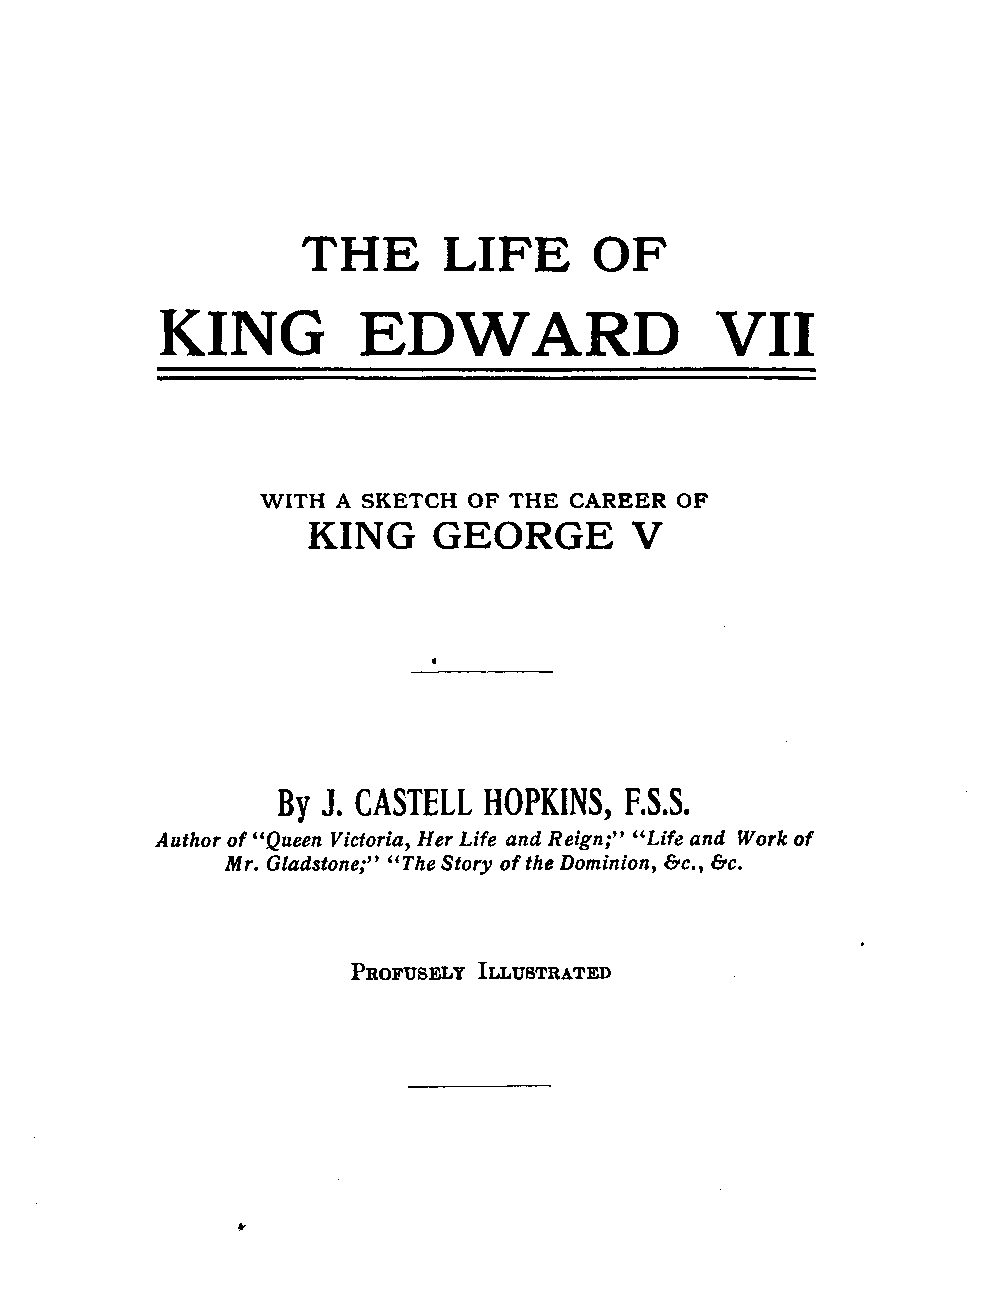 THE LIFE OF
KING EDWARD VII
WITH A SKETCH OF THE CAREER OF
KING GEORGE V
By J. CASTELL HOPKINS, F.S.S.
Author of "Queen Victoria, Her Life and Reign;" "Life and Work of
Mr. Gladstone;" "The Story of the Dominion, &c., &c.
PROFUSELY ILLUSTRATED